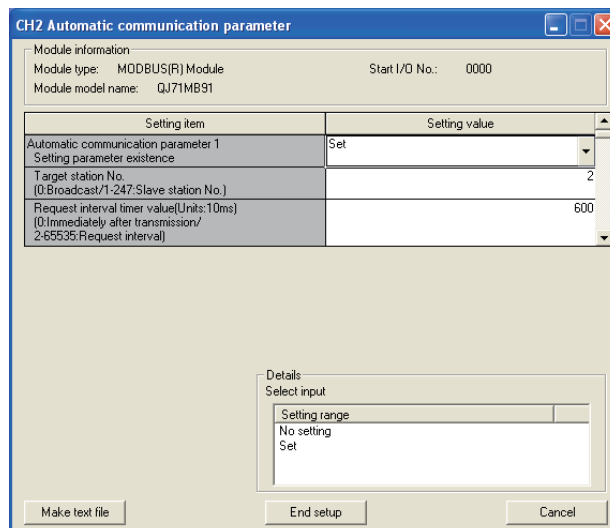 CH2 Automatic communication parameter
Module information
Module type: MODBUS(R) Module Start I/O No.: 0000
Module model name: QJ71MB91
Setting item Setting value
Automatic communication parameter 1 Set
Setting parameter existence
Target station No. 2
(0:Broadcast/1-247:Slave station No.)
Request interval timer value(Units:10ms) 600
(0:Immediately after transmission/
2-65535:Request interval)
Details
Select input
Setting range
No setting
Set
Make text file End setup Cancel